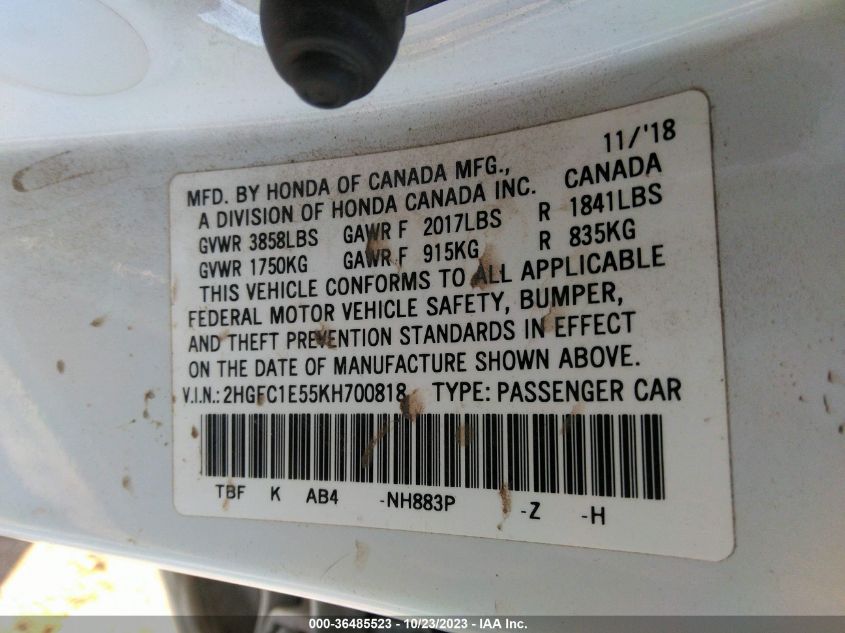 11/'18
MFD. BY HONDA OF CANADA MFG.,
A DIVISION OF HONDA CANADA INC. CANADA
GVWR 3858LBS GAWR F 2017LBS R 1841LBS
GVWR 1750KG GAWR F 915KG R 835KG
THIS VEHICLE CONFORMS TO ALL APPLICABLE
FEDERAL MOTOR VEHICLE SAFETY, BUMPER,
AND THEFT PREVENTION STANDARDS IN EFFECT
ON THE DATE OF MANUFACTURE SHOWN ABOVE.
V.I.N.: 2HGFC1E55KH700818 TYPE: PASSENGER CAR
TBF K AB4 -NH883P -Z -H
000-36485523 - 10/23/2023 - IAA Inc.